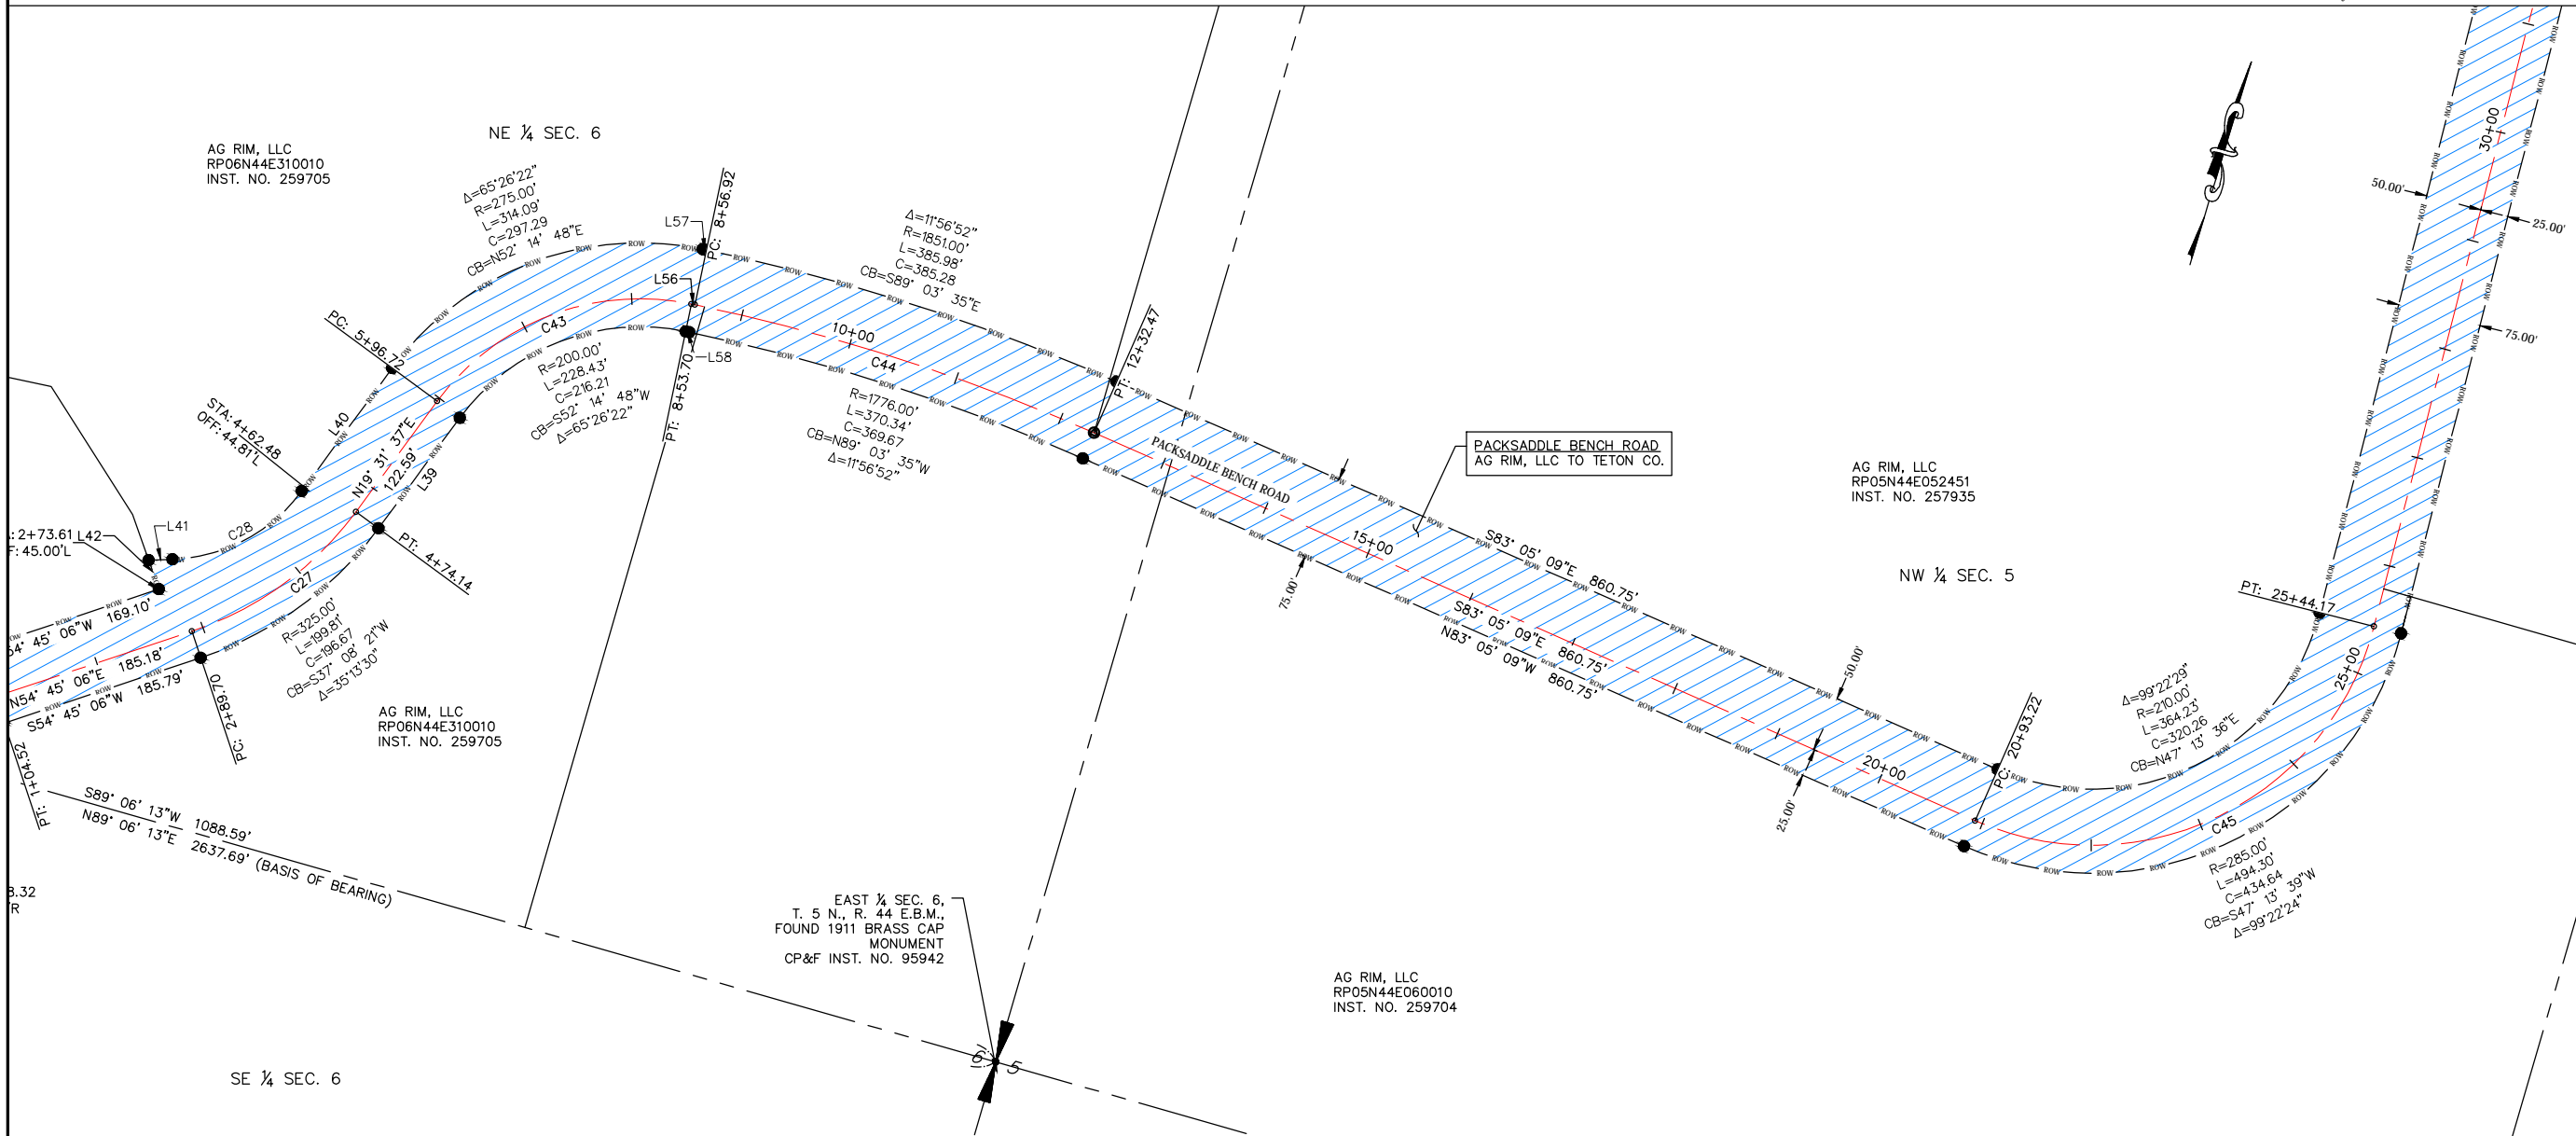 NE ¼ SEC. 6
AG RIM, LLC
RP06N44E310010
INST. NO. 259705
Δ=65°26'22"
R=275.00'
L=314.09'
C=297.29
CB=N52° 14' 48"E
L57
PC: 8+56.92
L56
Δ=11°56'52"
R=1851.00'
L=385.98'
C=385.28
CB=S89° 03' 35"E
50.00'
25.00'
30+00
75.00'
PC: 5+96.72
C43
10+00
C44
PT: 12+32.47
L58
R=200.00'
L=228.43'
C=216.21
CB=S52° 14' 48"W
Δ=65°26'22"
PT: 8+53.70
R=1776.00'
L=370.34'
C=369.67
CB=N89° 03' 35"W
Δ=11°56'52"
STA: 4+62.48
OFF: 44.81'L
L40
N19° 31' 37"E
122.59'
L39
PACKSADDLE BENCH ROAD
PACKSADDLE BENCH ROAD
AG RIM, LLC TO TETON CO.
AG RIM, LLC
RP05N44E052451
INST. NO. 257935
NW ¼ SEC. 5
L41
C28
: 2+73.61
F: 45.00'L
L42
PT: 4+74.14
C27
15+00
S83° 05' 09"E 860.75'
S83° 05' 09"E 860.75'
N83° 05' 09"W 860.75'
75.00'
54° 45' 06"W 169.10'
N54° 45' 06"E 185.18'
S54° 45' 06"W 185.79'
R=325.00'
L=199.81'
C=196.67
CB=S37° 08' 21"W
Δ=35°13'30"
PC: 2+89.70
PT: 1+04.52
AG RIM, LLC
RP06N44E310010
INST. NO. 259705
PT: 25+44.17
25+00
50.00'
25.00'
20+00
PC: 20+93.22
Δ=99°22'29"
R=210.00'
L=364.23'
C=320.26
CB=N47° 13' 36"E
C45
R=285.00'
L=494.30'
C=434.64
CB=S47° 13' 39"W
Δ=99°22'24"
S89° 06' 13"W 1088.59'
N89° 06' 13"E 2637.69' (BASIS OF BEARING)
8.32
'R
EAST ¼ SEC. 6,
T. 5 N., R. 44 E.B.M.,
FOUND 1911 BRASS CAP
MONUMENT
CP&F INST. NO. 95942
AG RIM, LLC
RP05N44E060010
INST. NO. 259704
6
5
SE ¼ SEC. 6